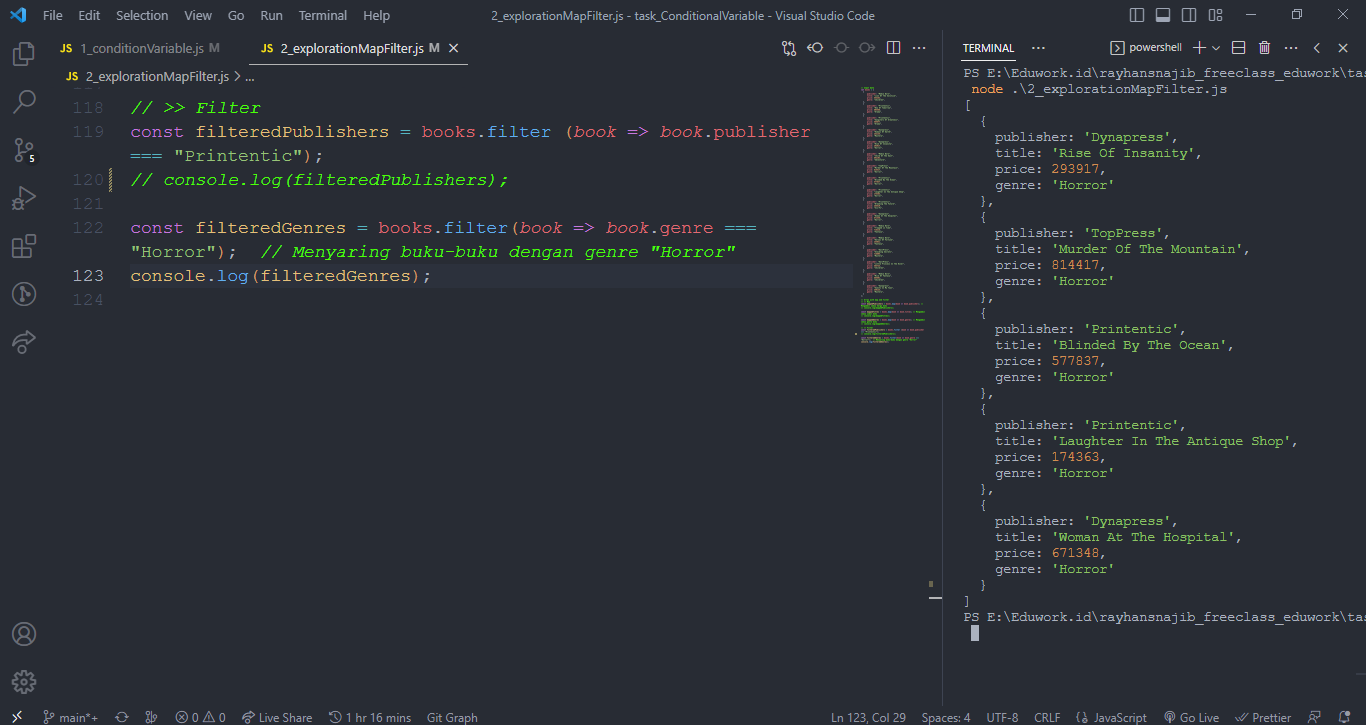 File Edit Selection View Go Run Terminal Help
2_explorationMapFilter.js - task_ConditionalVariable - Visual Studio Code
JS 1_conditionVariable.js M
JS 2_explorationMapFilter.js M
JS 2_explorationMapFilter.js > ...
118 // >> Filter
119 const filteredPublishers = books.filter (book => book.publisher
=== "Printentic");
120 // console.log(filteredPublishers);
121
122 const filteredGenres = books.filter(book => book.genre ===
"Horror"); // Menyaring buku-buku dengan genre "Horror"
123 console.log(filteredGenres);
124
TERMINAL
powershell
PS E:\Eduwork.id\rayhansnajib_freeclass_eduwork\tas
node .\2_explorationMapFilter.js
[
{
publisher: 'Dynapress',
title: 'Rise Of Insanity',
price: 293917,
genre: 'Horror'
},
{
publisher: 'TopPress',
title: 'Murder Of The Mountain',
price: 814417,
genre: 'Horror'
},
{
publisher: 'Printentic',
title: 'Blinded By The Ocean',
price: 577837,
genre: 'Horror'
},
{
publisher: 'Printentic',
title: 'Laughter In The Antique Shop',
price: 174363,
genre: 'Horror'
},
{
publisher: 'Dynapress',
title: 'Woman At The Hospital',
price: 671348,
genre: 'Horror'
}
]
PS E:\Eduwork.id\rayhansnajib_freeclass_eduwork\tas
5
main*+ 0 0 Live Share 1 hr 16 mins Git Graph
Ln 123, Col 29 Spaces: 4 UTF-8 CRLF {} JavaScript Go Live Prettier